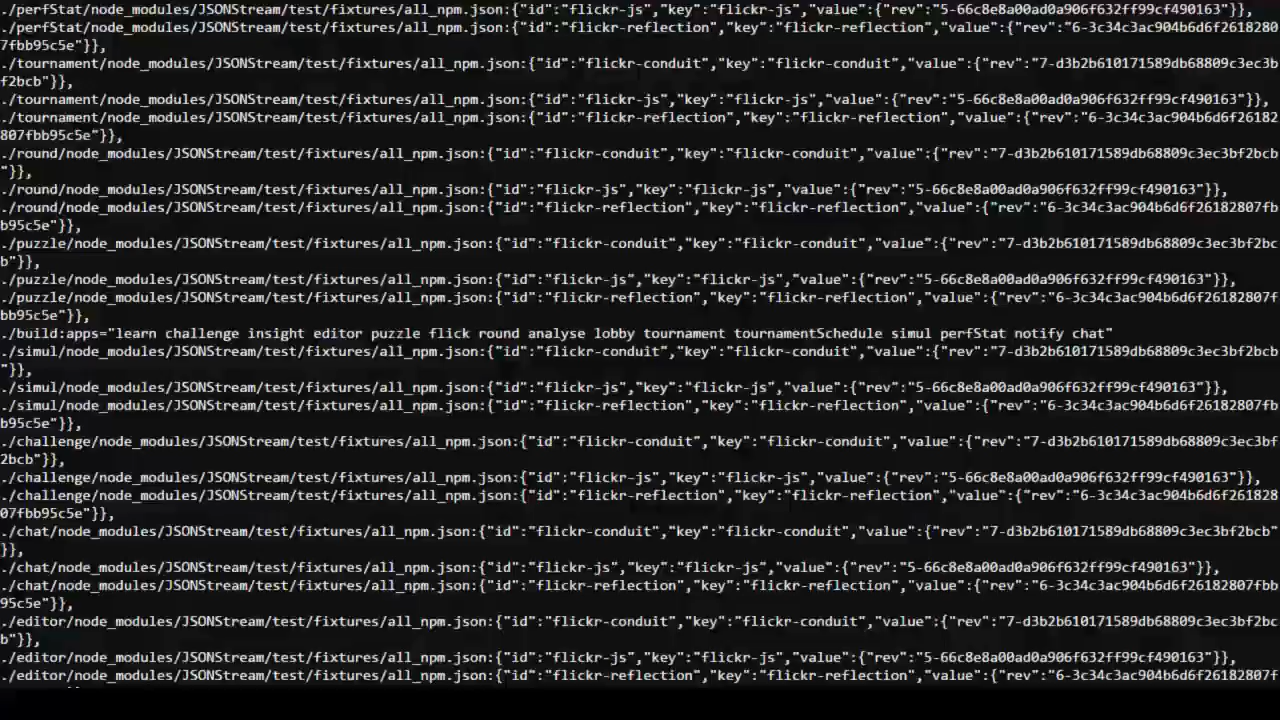 ./perfStat/node_modules/JSONStream/test/fixtures/all_npm.json:{"id":"flickr-js","key":"flickr-js","value":{"rev":"5-66c8e8a00ad0a906f632ff99cf490163"}},
./perfStat/node_modules/JSONStream/test/fixtures/all_npm.json:{"id":"flickr-reflection","key":"flickr-reflection","value":{"rev":"6-3c34c3ac904b6d6f2618280
7fbb95c5e"}},
./tournament/node_modules/JSONStream/test/fixtures/all_npm.json:{"id":"flickr-conduit","key":"flickr-conduit","value":{"rev":"7-d3b2b610171589db68809c3ec3b
f2bcb"}},
./tournament/node_modules/JSONStream/test/fixtures/all_npm.json:{"id":"flickr-js","key":"flickr-js","value":{"rev":"5-66c8e8a00ad0a906f632ff99cf490163"}},
./tournament/node_modules/JSONStream/test/fixtures/all_npm.json:{"id":"flickr-reflection","key":"flickr-reflection","value":{"rev":"6-3c34c3ac904b6d6f26182
807fbb95c5e"}},
./round/node_modules/JSONStream/test/fixtures/all_npm.json:{"id":"flickr-conduit","key":"flickr-conduit","value":{"rev":"7-d3b2b610171589db68809c3ec3bf2bcb
"}},
./round/node_modules/JSONStream/test/fixtures/all_npm.json:{"id":"flickr-js","key":"flickr-js","value":{"rev":"5-66c8e8a00ad0a906f632ff99cf490163"}},
./round/node_modules/JSONStream/test/fixtures/all_npm.json:{"id":"flickr-reflection","key":"flickr-reflection","value":{"rev":"6-3c34c3ac904b6d6f26182807fb
b95c5e"}},
./puzzle/node_modules/JSONStream/test/fixtures/all_npm.json:{"id":"flickr-conduit","key":"flickr-conduit","value":{"rev":"7-d3b2b610171589db68809c3ec3bf2bc
b"}},
./puzzle/node_modules/JSONStream/test/fixtures/all_npm.json:{"id":"flickr-js","key":"flickr-js","value":{"rev":"5-66c8e8a00ad0a906f632ff99cf490163"}},
./puzzle/node_modules/JSONStream/test/fixtures/all_npm.json:{"id":"flickr-reflection","key":"flickr-reflection","value":{"rev":"6-3c34c3ac904b6d6f26182807f
bb95c5e"}},
./build:apps="learn challenge insight editor puzzle flick round analyse lobby tournament tournamentSchedule simul perfStat notify chat"
./simul/node_modules/JSONStream/test/fixtures/all_npm.json:{"id":"flickr-conduit","key":"flickr-conduit","value":{"rev":"7-d3b2b610171589db68809c3ec3bf2bcb
"}},
./simul/node_modules/JSONStream/test/fixtures/all_npm.json:{"id":"flickr-js","key":"flickr-js","value":{"rev":"5-66c8e8a00ad0a906f632ff99cf490163"}},
./simul/node_modules/JSONStream/test/fixtures/all_npm.json:{"id":"flickr-reflection","key":"flickr-reflection","value":{"rev":"6-3c34c3ac904b6d6f26182807fb
b95c5e"}},
./challenge/node_modules/JSONStream/test/fixtures/all_npm.json:{"id":"flickr-conduit","key":"flickr-conduit","value":{"rev":"7-d3b2b610171589db68809c3ec3bf
2bcb"}},
./challenge/node_modules/JSONStream/test/fixtures/all_npm.json:{"id":"flickr-js","key":"flickr-js","value":{"rev":"5-66c8e8a00ad0a906f632ff99cf490163"}},
./challenge/node_modules/JSONStream/test/fixtures/all_npm.json:{"id":"flickr-reflection","key":"flickr-reflection","value":{"rev":"6-3c34c3ac904b6d6f261828
07fbb95c5e"}},
./chat/node_modules/JSONStream/test/fixtures/all_npm.json:{"id":"flickr-conduit","key":"flickr-conduit","value":{"rev":"7-d3b2b610171589db68809c3ec3bf2bcb"
}},
./chat/node_modules/JSONStream/test/fixtures/all_npm.json:{"id":"flickr-js","key":"flickr-js","value":{"rev":"5-66c8e8a00ad0a906f632ff99cf490163"}},
./chat/node_modules/JSONStream/test/fixtures/all_npm.json:{"id":"flickr-reflection","key":"flickr-reflection","value":{"rev":"6-3c34c3ac904b6d6f26182807fbb
95c5e"}},
./editor/node_modules/JSONStream/test/fixtures/all_npm.json:{"id":"flickr-conduit","key":"flickr-conduit","value":{"rev":"7-d3b2b610171589db68809c3ec3bf2bc
b"}},
./editor/node_modules/JSONStream/test/fixtures/all_npm.json:{"id":"flickr-js","key":"flickr-js","value":{"rev":"5-66c8e8a00ad0a906f632ff99cf490163"}},
./editor/node_modules/JSONStream/test/fixtures/all_npm.json:{"id":"flickr-reflection","key":"flickr-reflection","value":{"rev":"6-3c34c3ac904b6d6f26182807f